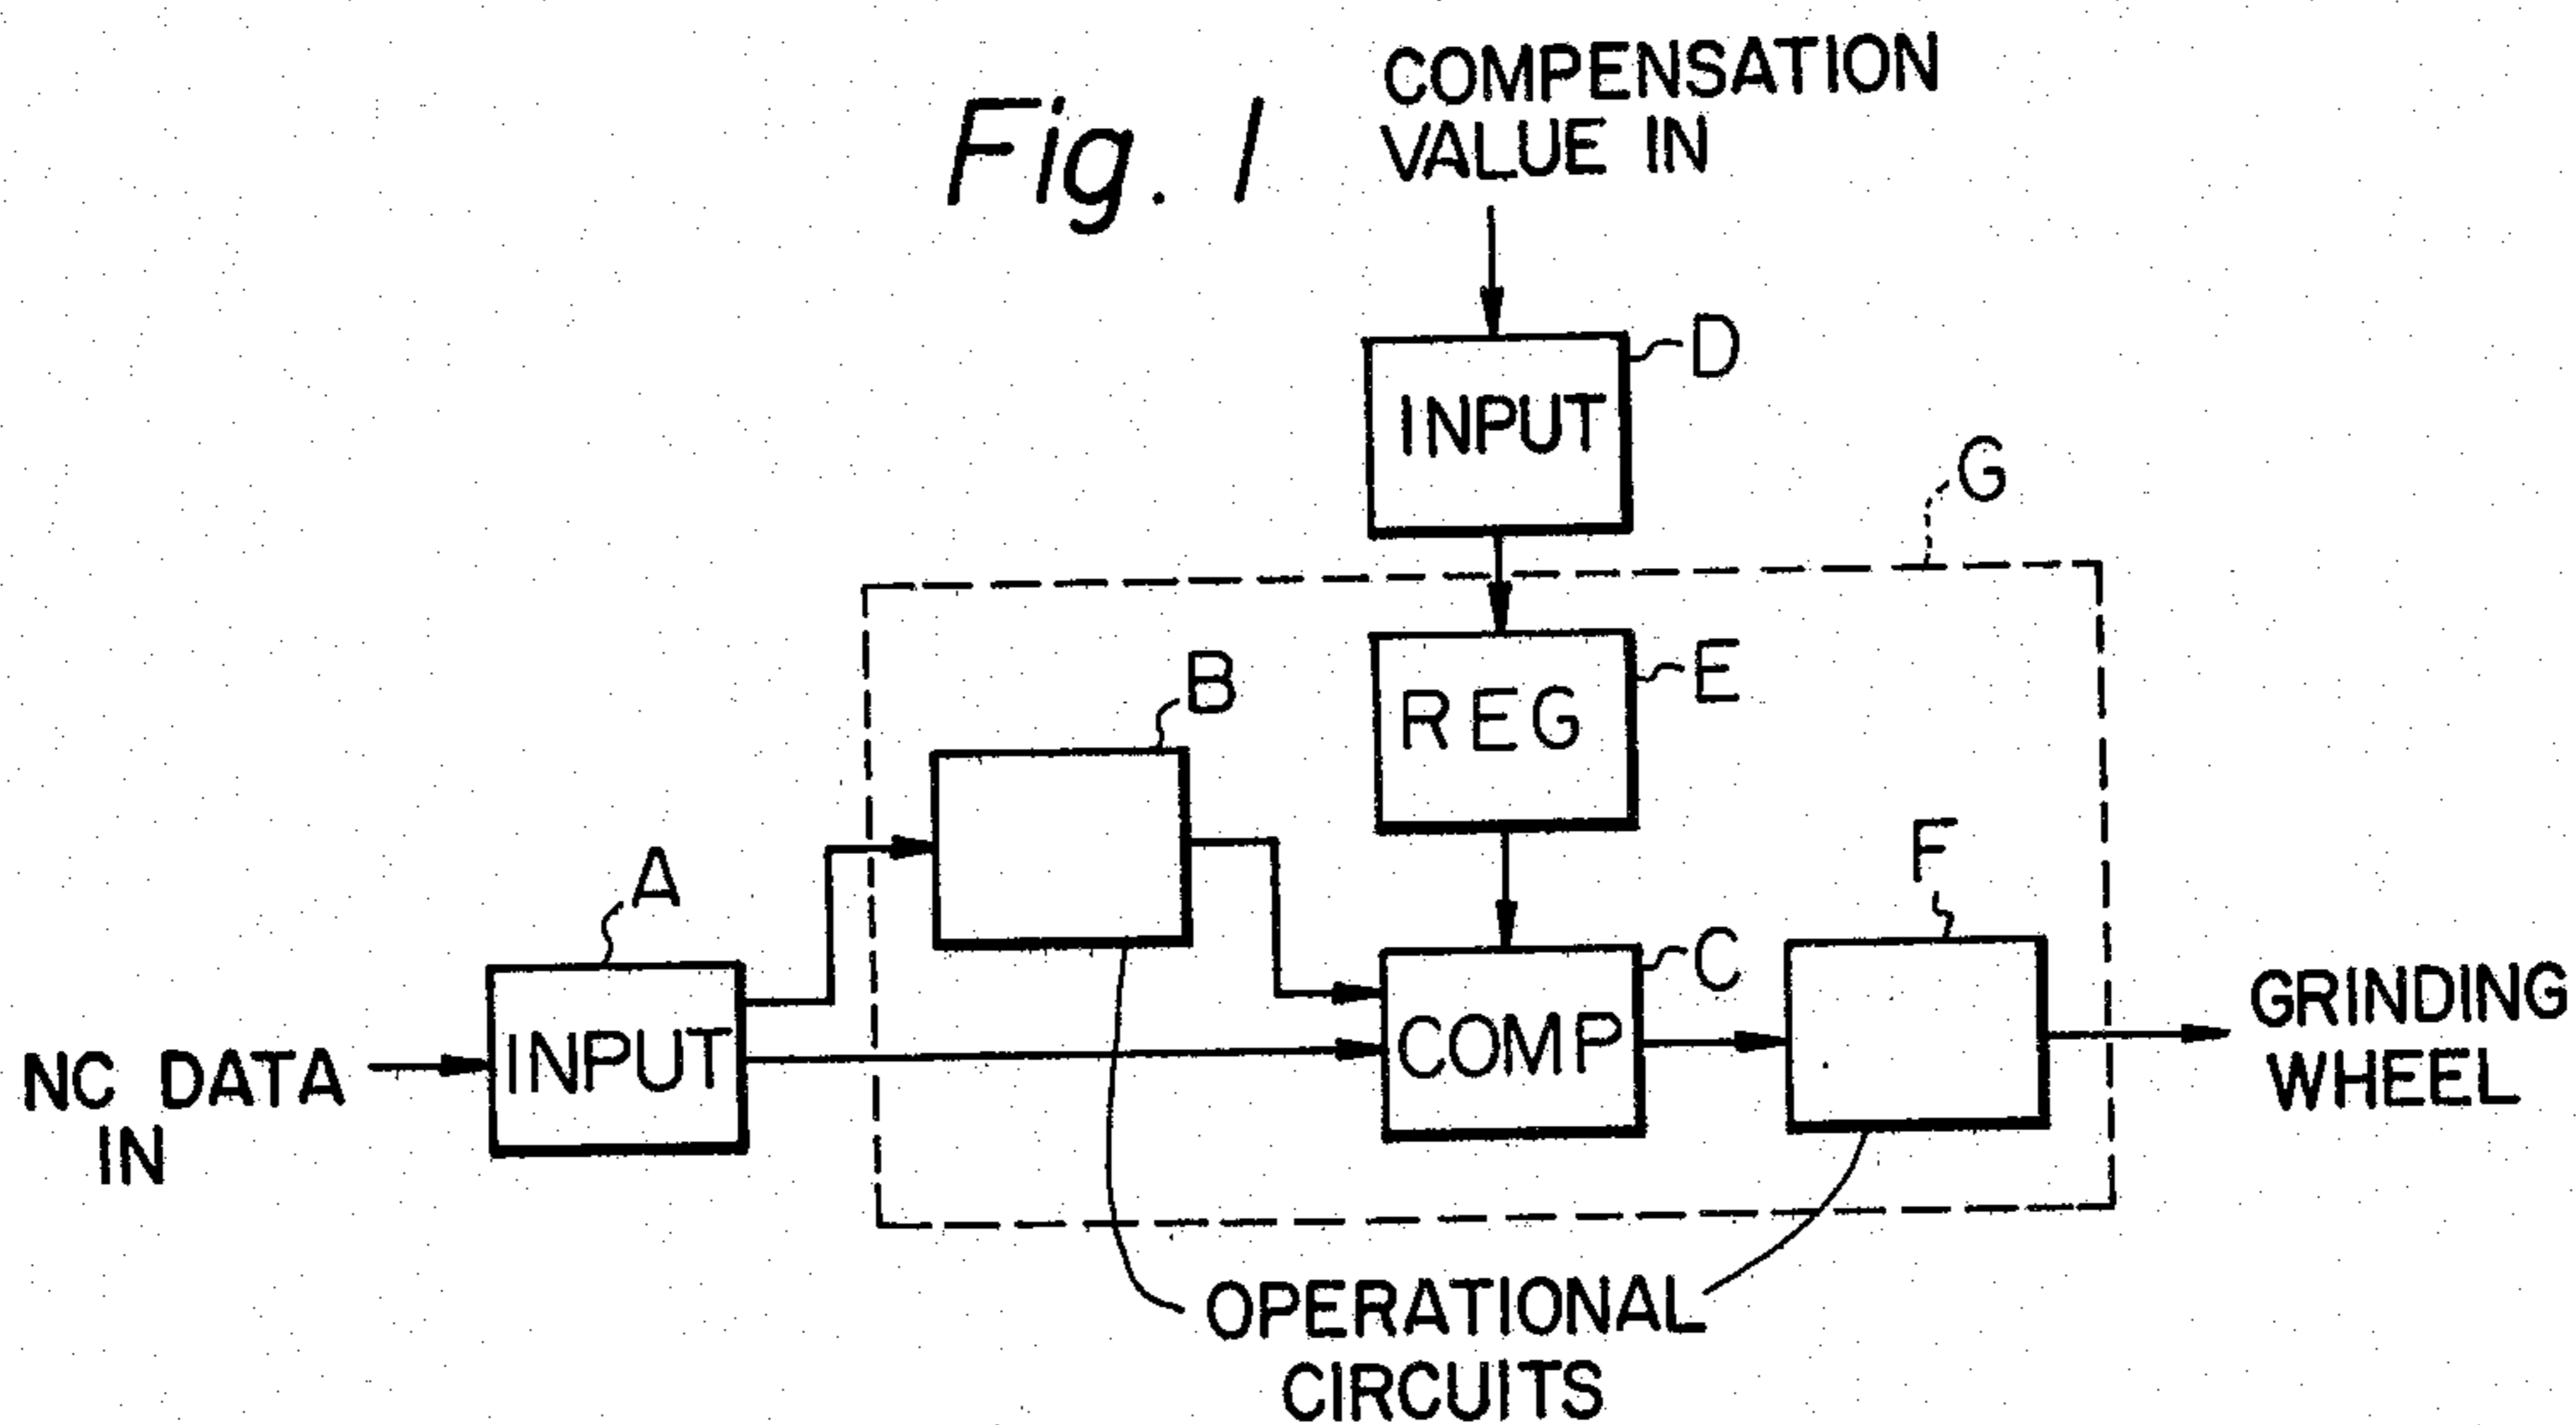 Fig. 1
COMPENSATION
VALUE IN
D
INPUT
G
E
REG
B
F
A
C
INPUT
COMP
NC DATA
IN
GRINDING
WHEEL
OPERATIONAL
CIRCUITS